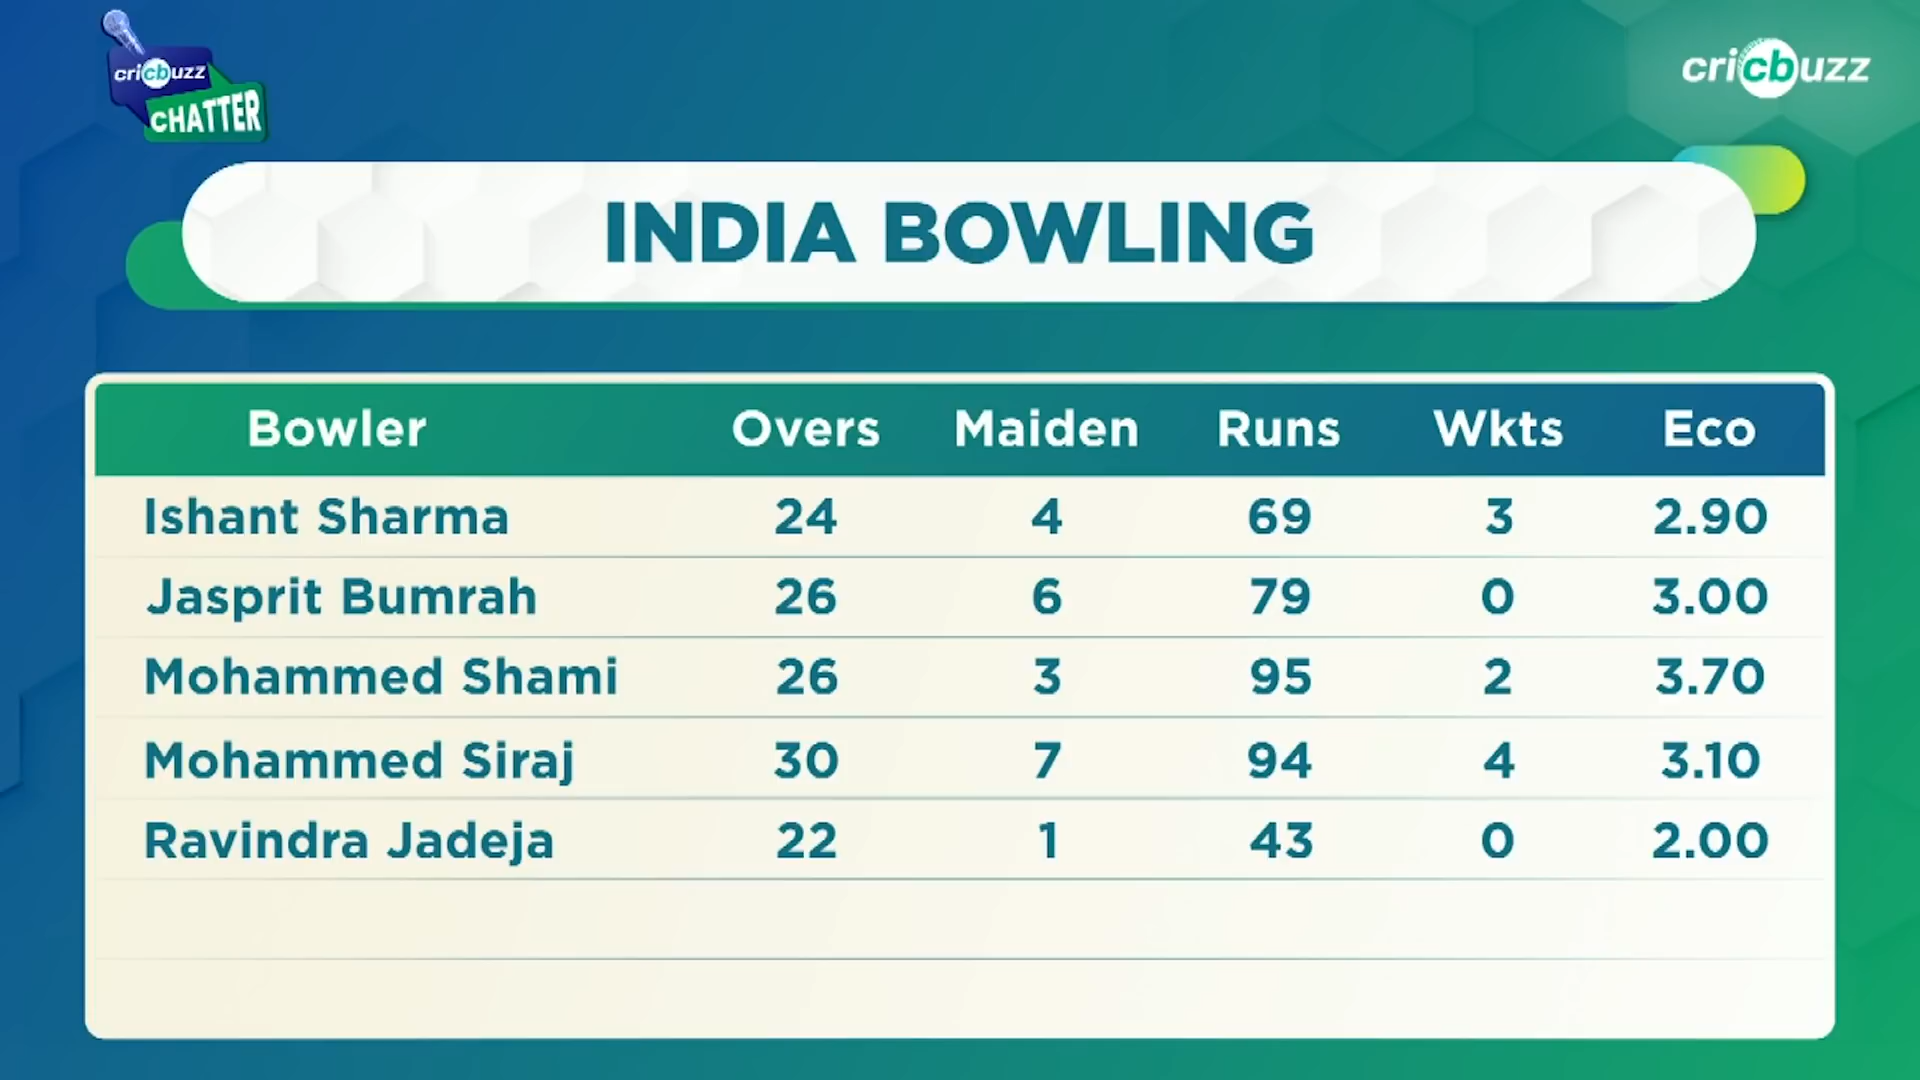 cricbuzz
CHATTER
cricbuzz
INDIA BOWLING
Bowler Overs Maiden Runs Wkts Eco
Ishant Sharma 24 4 69 3 2.90
Jasprit Bumrah 26 6 79 0 3.00
Mohammed Shami 26 3 95 2 3.70
Mohammed Siraj 30 7 94 4 3.10
Ravindra Jadeja 22 1 43 0 2.00